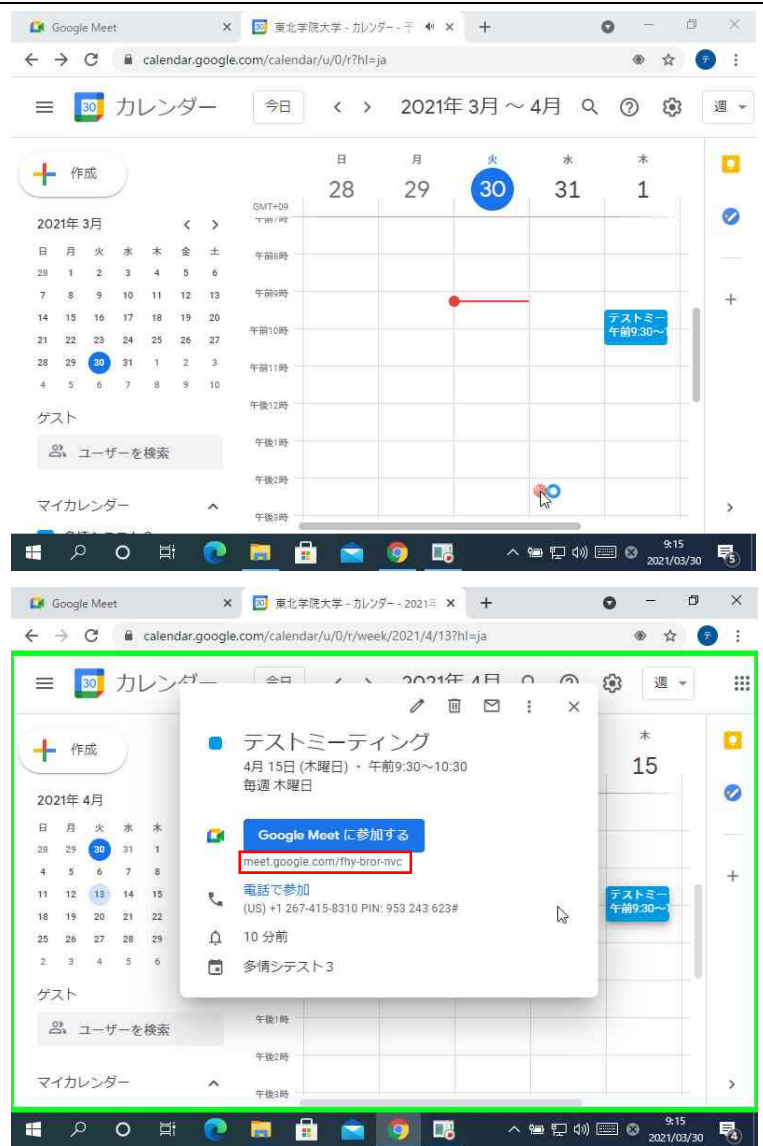 Google Meet
東北学院大学 - カレンダー - 予
calendar.google.com/calendar/u/0/r?hl=ja
テ
30 カレンダー 今日 2021年 3月 ～ 4月 週
作成
日 月 火 水 木
28 29 30 31 1
GMT+09
2021年 3月
日 月 火 水 木 金 土
28 1 2 3 4 5 6
7 8 9 10 11 12 13
14 15 16 17 18 19 20
21 22 23 24 25 26 27
28 29 30 31 1 2 3
4 5 6 7 8 9 10
午前7時
午前8時
午前9時
午前10時
午前11時
午後12時
午後1時
午後2時
午後3時
テストミー
午前9:30～1
ゲスト
ユーザーを検索
マイカレンダー
9:15
2021/03/30
5
Google Meet
東北学院大学 - カレンダー - 2021年
calendar.google.com/calendar/u/0/r/week/2021/4/13?hl=ja
テ
30 カレンダー 今日 2021年 4月 週
作成
木
15
2021年 4月
日 月 火 水 木
28 29 30 31 1
4 5 6 7 8
11 12 13 14 15
18 19 20 21 22
25 26 27 28 29
2 3 4 5 6
テストミーティング
4月 15日 (木曜日) ・ 午前9:30～10:30
毎週 木曜日
Google Meet に参加する
meet.google.com/fhy-bror-nvc
電話で参加
(US) +1 267-415-8310 PIN: 953 243 623#
10 分前
多情シテスト3
テストミー
午前9:30～1
ゲスト
ユーザーを検索
マイカレンダー
午後1時
午後2時
午後3時
9:15
2021/03/30
4